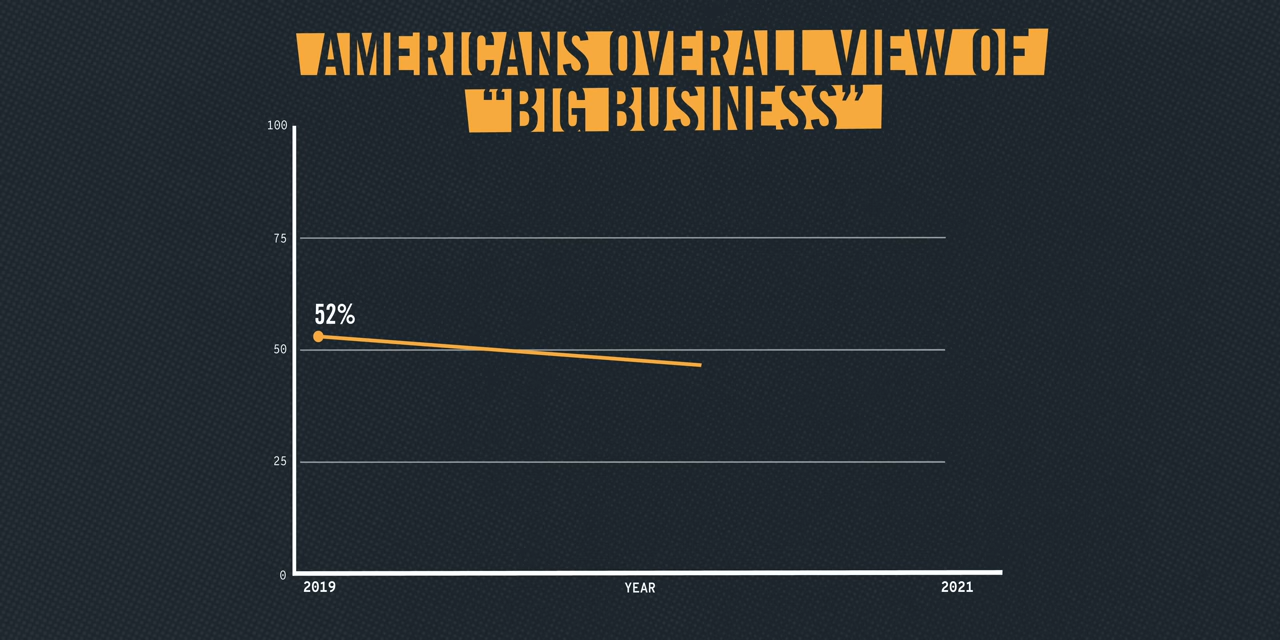 AMERICANS OVERALL VIEW OF
“BIG BUSINESS”
100
75
52%
50
25
0
2019 YEAR 2021